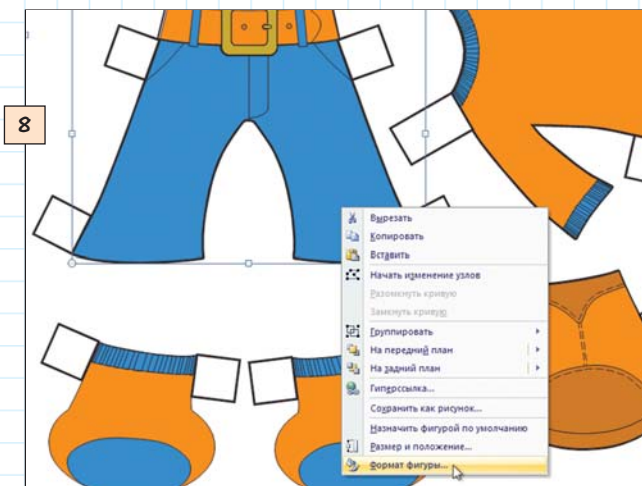 8
Вырезать
Копировать
Вставить
Начать изменение узлов
Разомкнуть кривую
Замкнуть кривую
Группировать
На передний план
На задний план
Гиперссылка...
Сохранить как рисунок...
Назначить фигурой по умолчанию
Размер и положение...
Формат фигуры...